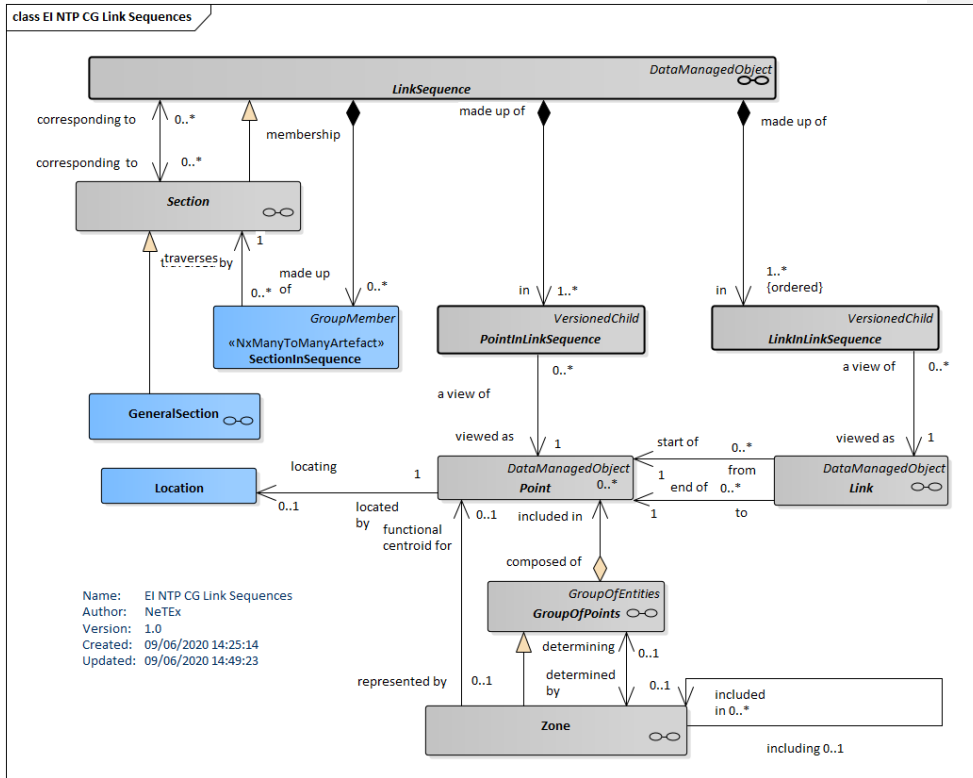 class EI NTP CG Link Sequences
DataManagedObject
LinkSequence
corresponding to
0..*
membership
made up of
made up of
corresponding to
0..*
Section
1
traverses
by
made up
of
0..*
0..*
in
1..*
1..*
{ordered}
in
GroupMember
«NxManyToManyArtefact»
SectionInSequence
VersionedChild
PointInLinkSequence
VersionedChild
LinkInLinkSequence
0..*
a view of
a view of
0..*
GeneralSection
viewed as
1
start of
0..*
viewed as
1
locating
1
DataManagedObject
Point
0..*
1
from
end of
0..*
1
to
DataManagedObject
Link
Location
0..1
located
by
functional
centroid for
0..1
included in
composed of
GroupOfEntities
GroupOfPoints
Name: EI NTP CG Link Sequences
Author: NeTEx
Version: 1.0
Created: 09/06/2020 14:25:14
Updated: 09/06/2020 14:49:23
determining
0..1
represented by
0..1
determined
by
0..1
included
in 0..*
Zone
including 0..1